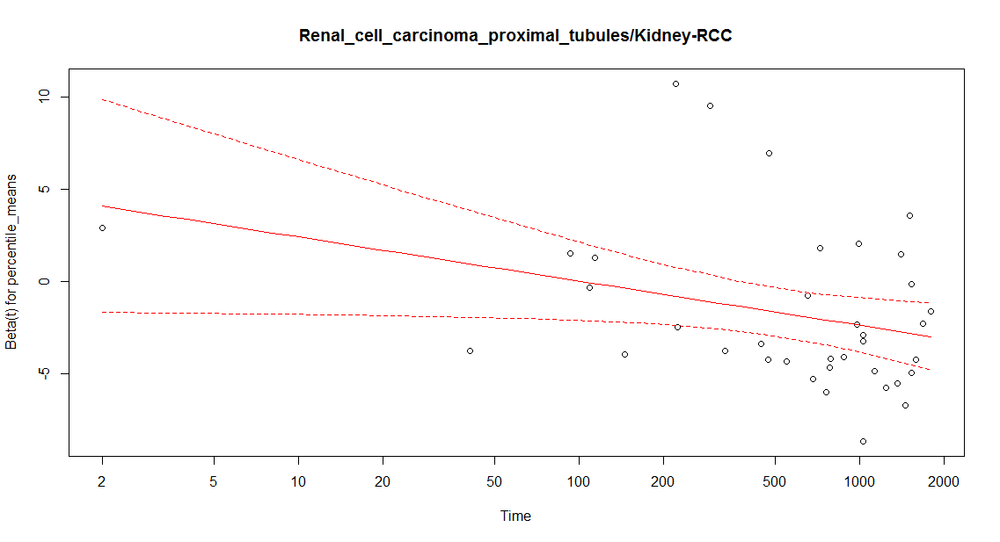 Renal_cell_carcinoma_proximal_tubules/Kidney-RCC
Beta(t) for percentile_means
10
5
0
-5
2 5 10 20 50 100 200 500 1000 2000
Time